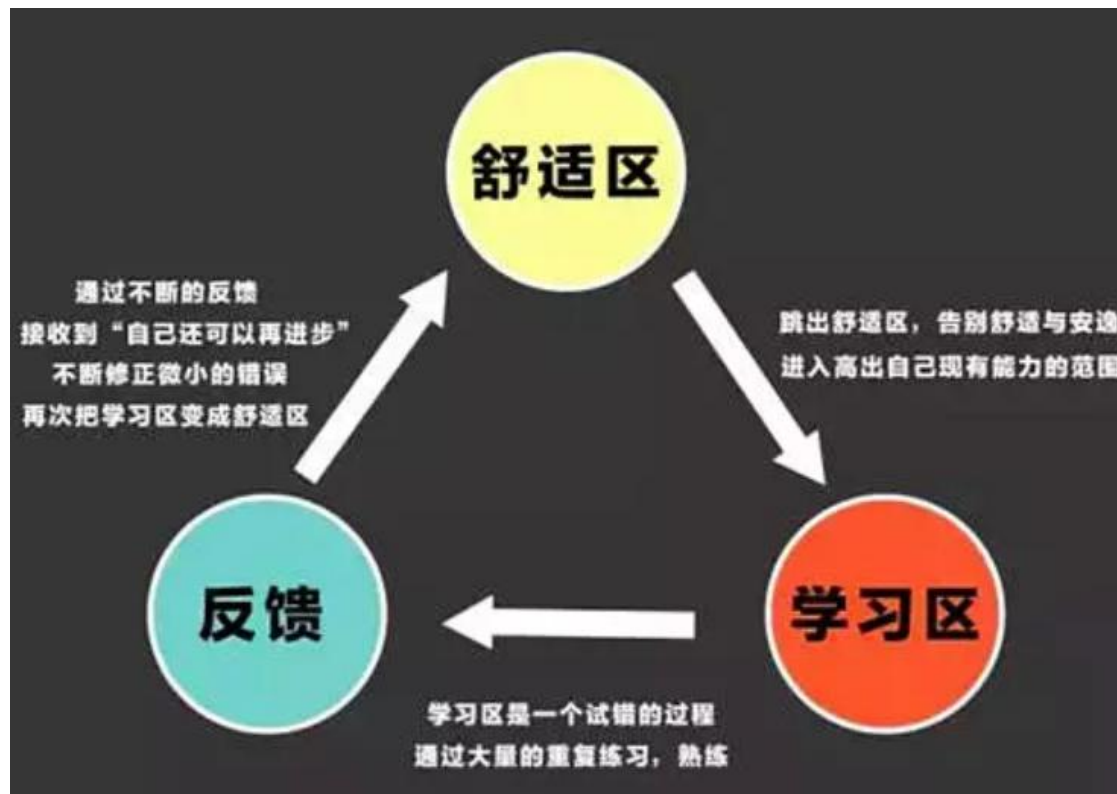 舒适区
通过不断的反馈
接收到“自己还可以再进步”
不断修正微小的错误
再次把学习区变成舒适区
跳出舒适区，告别舒适与安逸
进入高出自己现有能力的范围
反馈
学习区
学习区是一个试错的过程
通过大量的重复练习，熟练